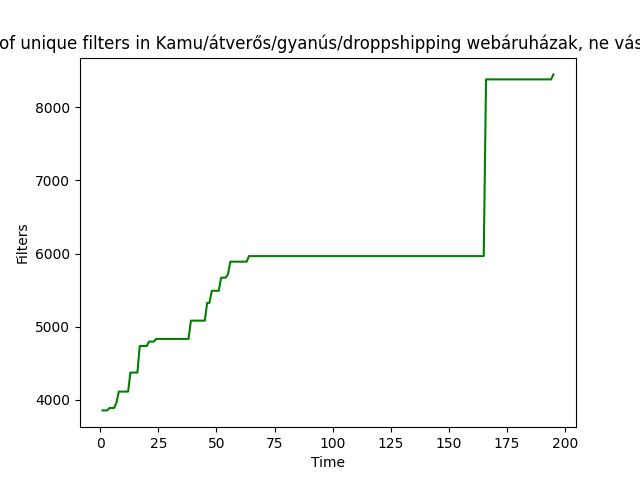 of unique filters in Kamu/átverős/gyanús/droppshipping webáruházak, ne vás
8000
7000
6000
5000
4000
Filters
0 25 50 75 100 125 150 175 200
Time